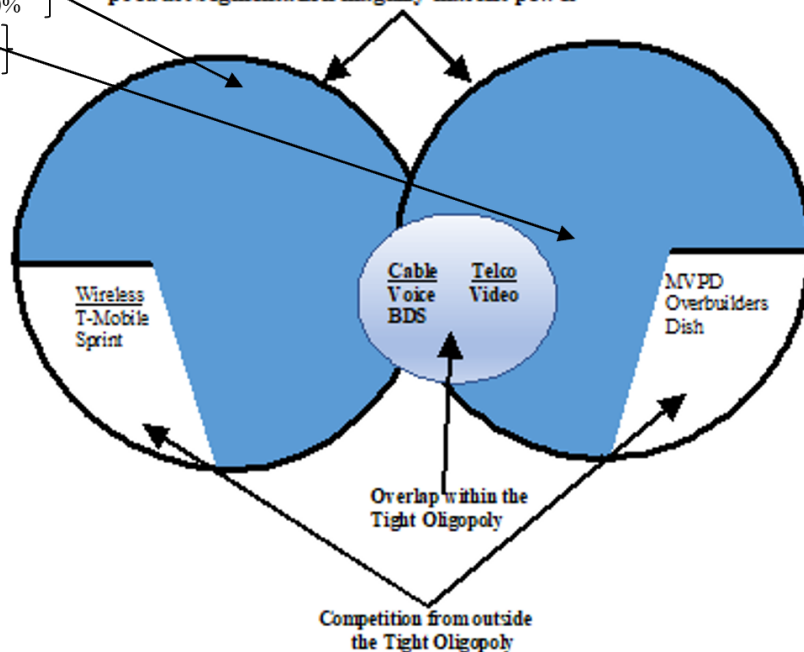 0%
Cable Telco
Voice Video
BDS
Wireless
T-Mobile
Sprint
MVPD
Overbuilders
Dish
Overlap within the
Tight Oligopoly
Competition from outside
the Tight Oligopoly